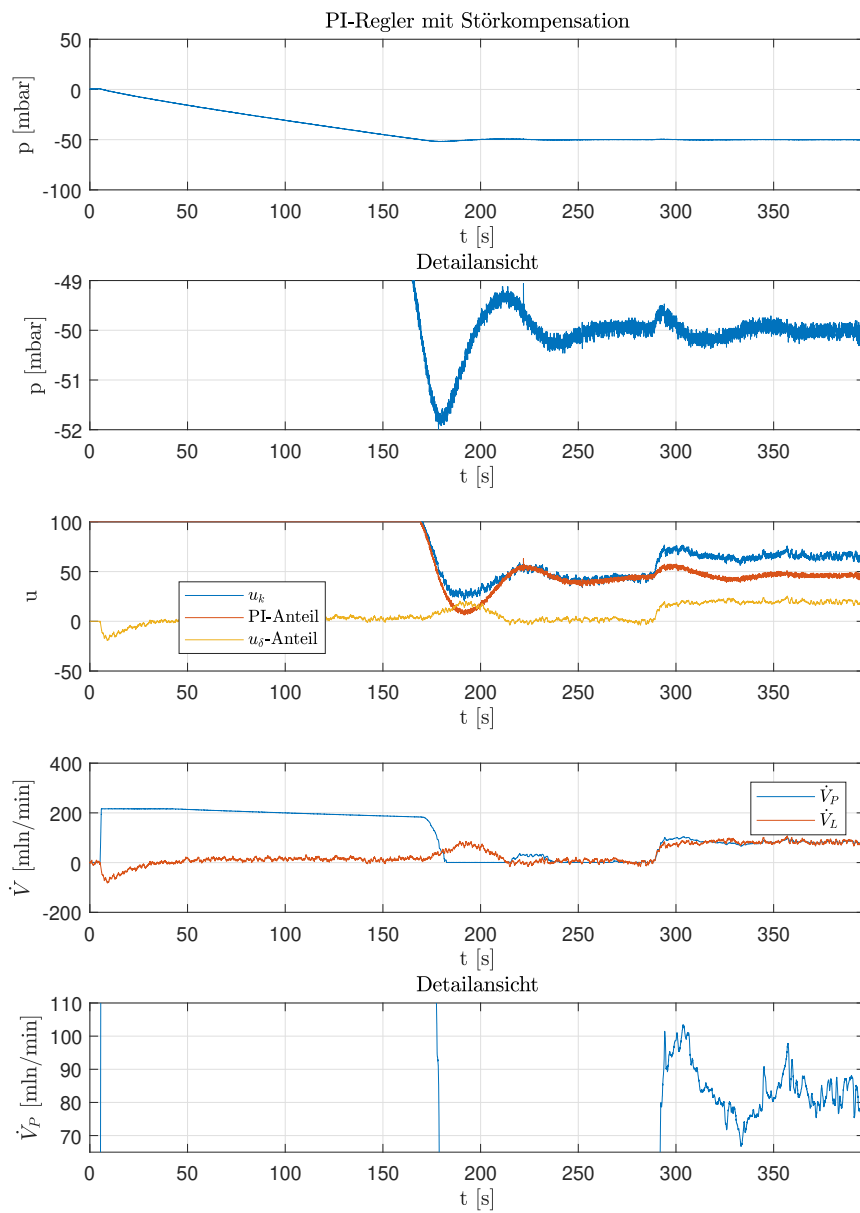 PI-Regler mit Störkompensation
50
0
-50
-100
p [mbar]
0 50 100 150 200 250 300 350
t [s]
Detailansicht
-49
-50
-51
-52
p [mbar]
0 50 100 150 200 250 300 350
t [s]
100
50
0
-50
u
u_k
PI-Anteil
u_δ-Anteil
0 50 100 150 200 250 300 350
t [s]
400
200
0
-200
V̇ [mln/min]
V̇_P
V̇_L
0 50 100 150 200 250 300 350
t [s]
Detailansicht
110
100
90
80
70
V̇_P [mln/min]
0 50 100 150 200 250 300 350
t [s]